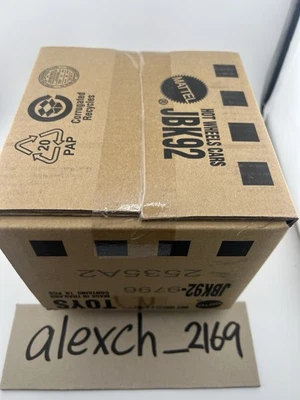 Corrugated
Recycles
20
PAP
MATTEL
®
HOT WHEELS CARS
JBK92
2535A2
JBK92-9796
TOYS
alexch_2169